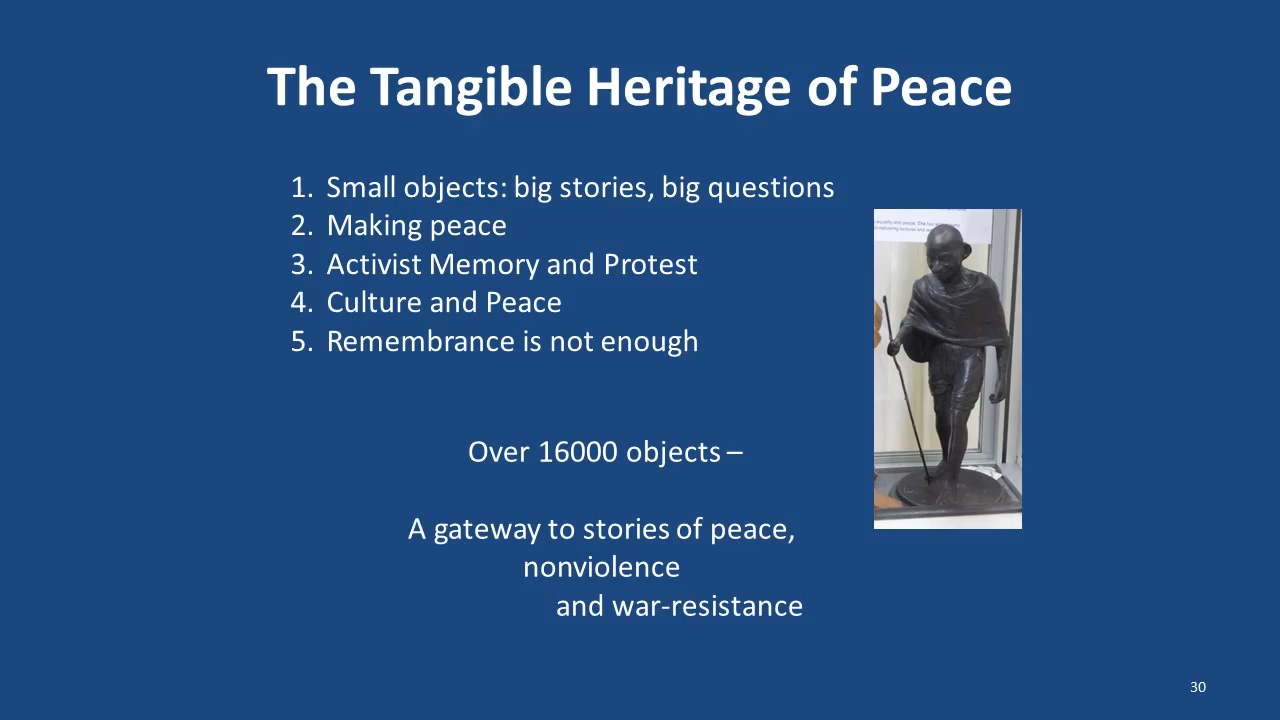 The Tangible Heritage of Peace
1. Small objects: big stories, big questions
2. Making peace
3. Activist Memory and Protest
4. Culture and Peace
5. Remembrance is not enough
Over 16000 objects –
A gateway to stories of peace,
nonviolence
and war-resistance
30